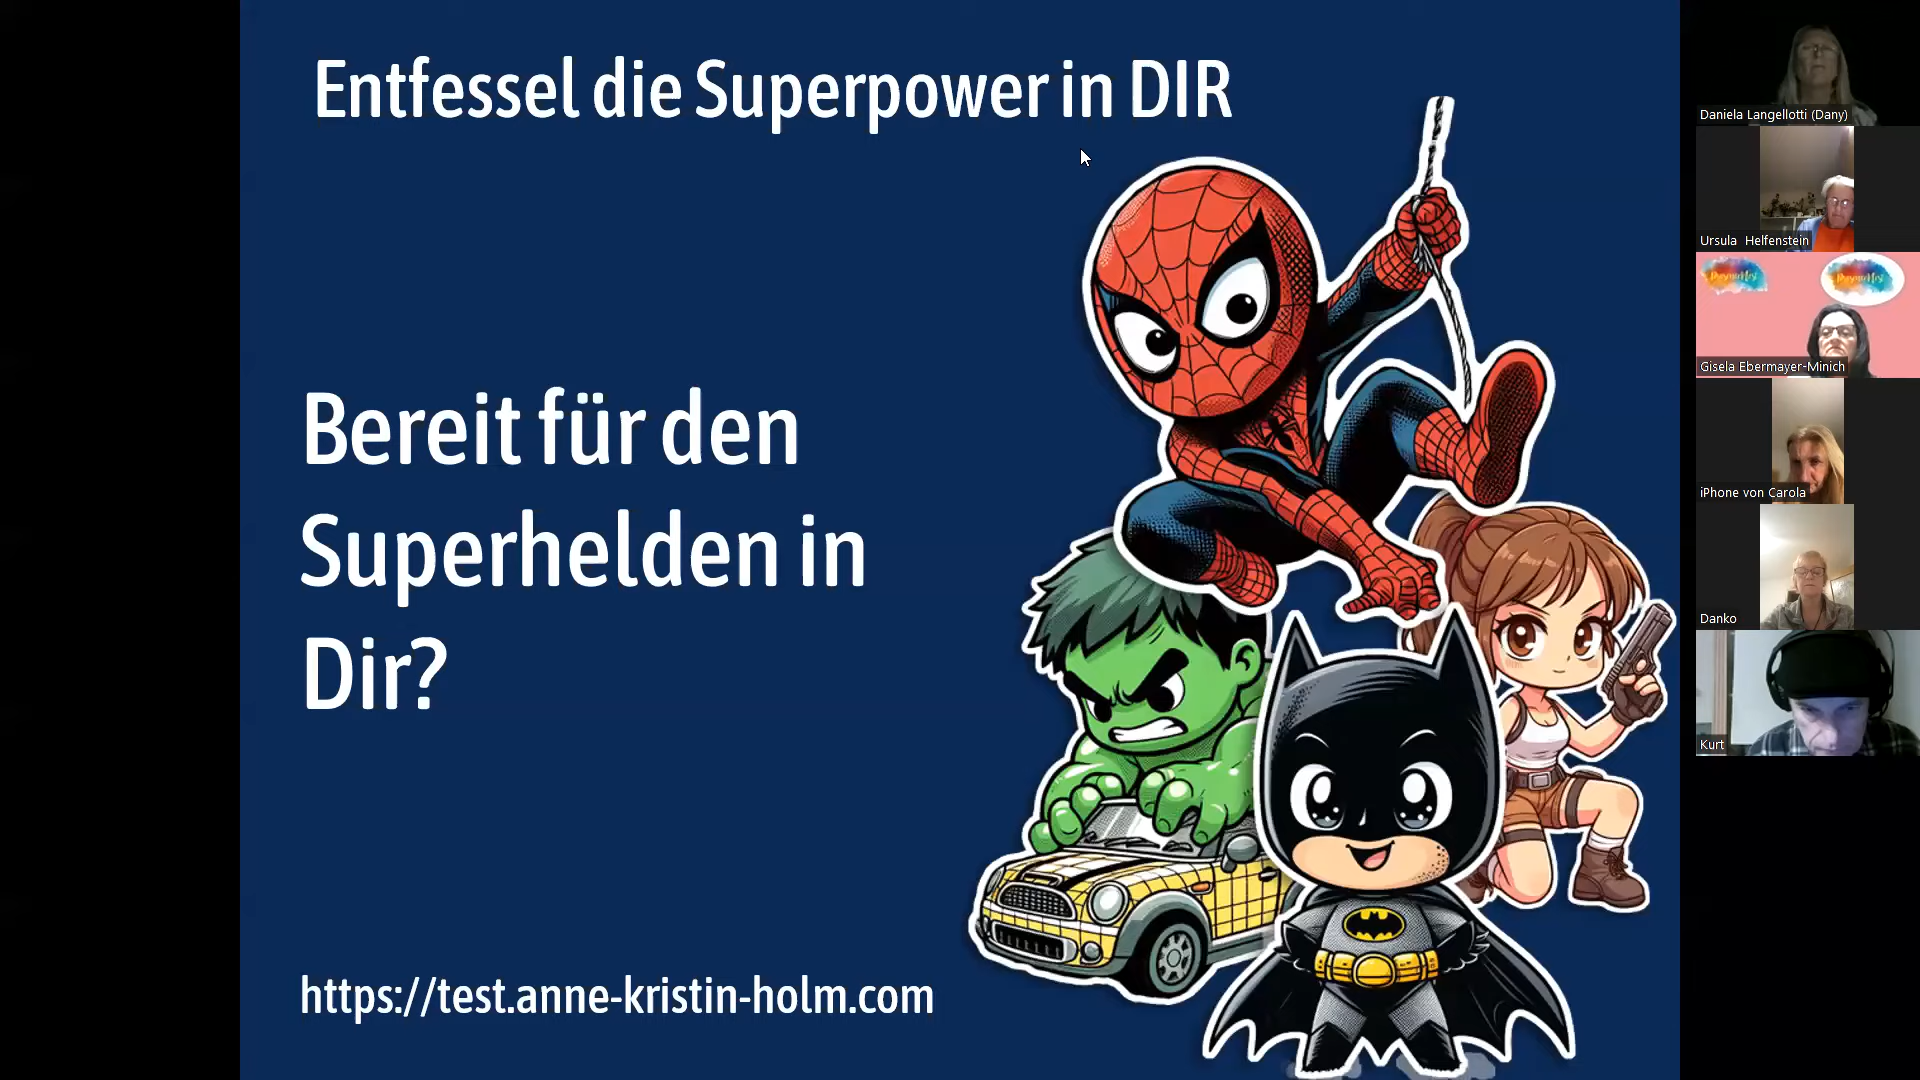 Entfessel die Superpower in DIR
Bereit für den
Superhelden in
Dir?
https://test.anne-kristin-holm.com
Daniela Langellotti (Dany)
Ursula Helfenstein
Gisela Ebermayer-Minich
iPhone von Carola
Danko
Kurt